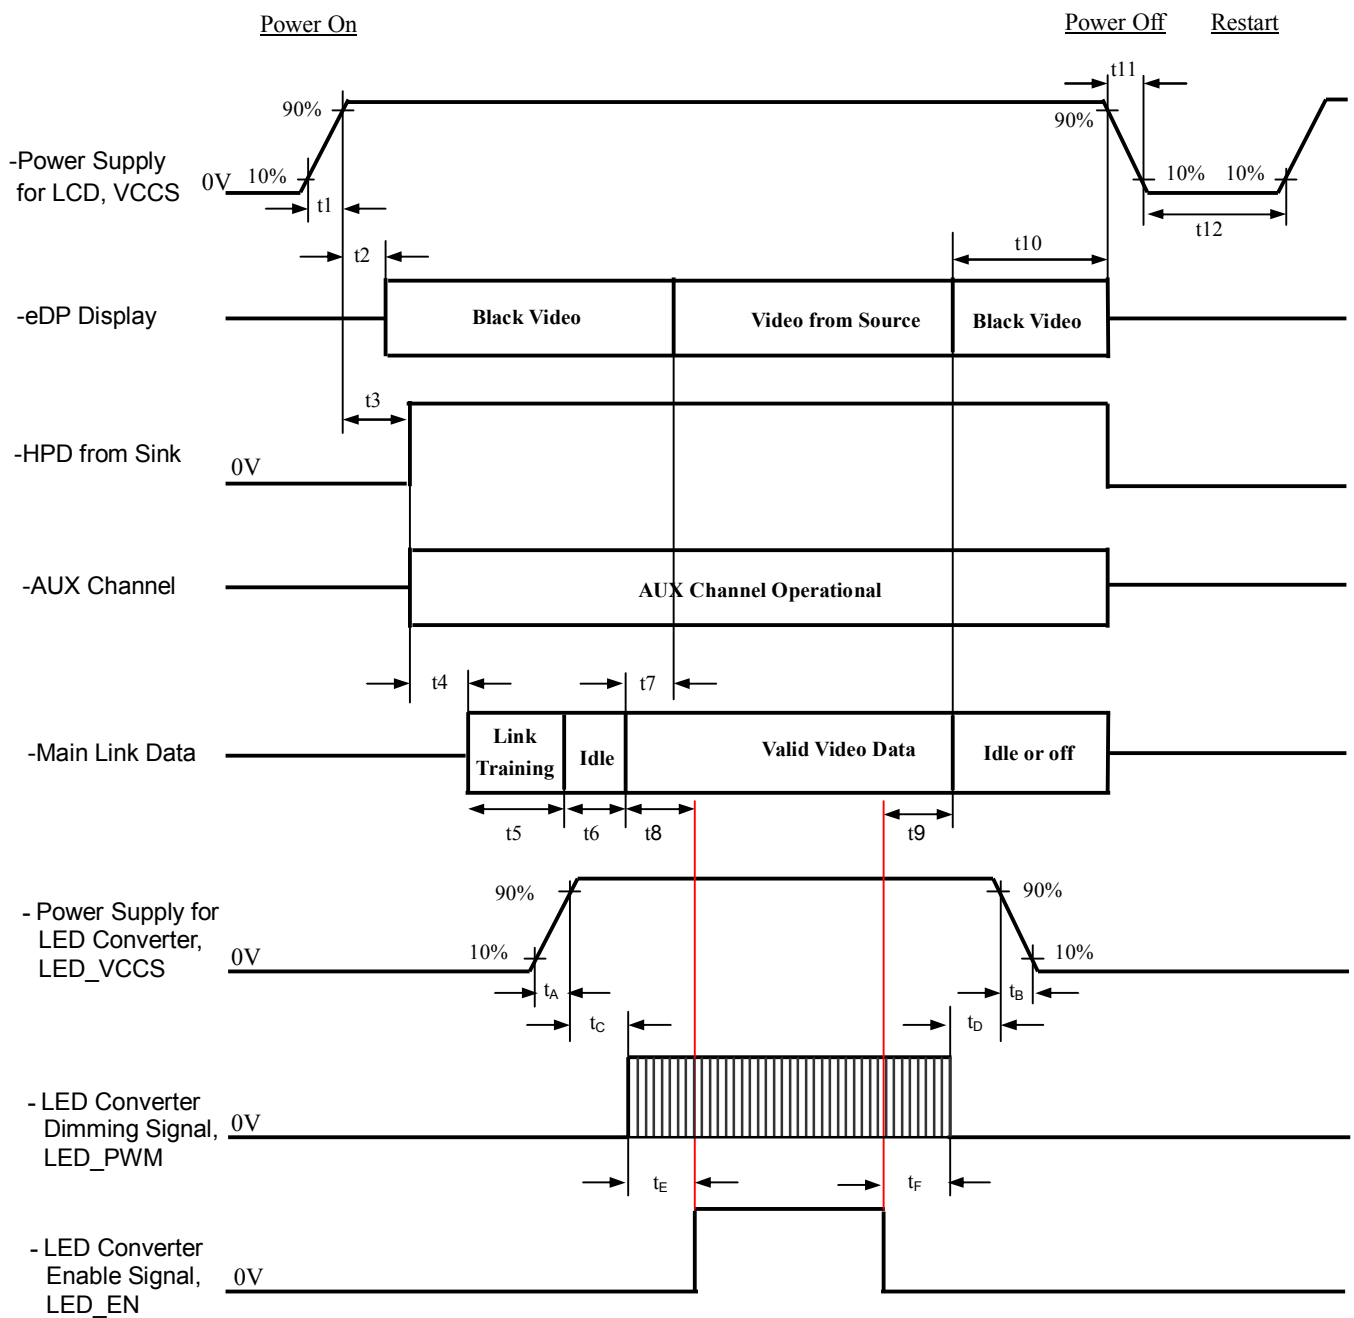 Power On
Power Off
Restart
t11
90%
90%
-Power Supply
for LCD, VCCS
0V
10%
10%
10%
t1
t12
t2
t10
-eDP Display
Black Video
Video from Source
Black Video
t3
-HPD from Sink
0V
-AUX Channel
AUX Channel Operational
t4
t7
-Main Link Data
Link
Training
Idle
Valid Video Data
Idle or off
t5
t6
t8
t9
90%
90%
- Power Supply for
LED Converter,
LED_VCCS
0V
10%
10%
tA
tB
tC
tD
- LED Converter
Dimming Signal,
LED_PWM
0V
tE
tF
- LED Converter
Enable Signal,
LED_EN
0V